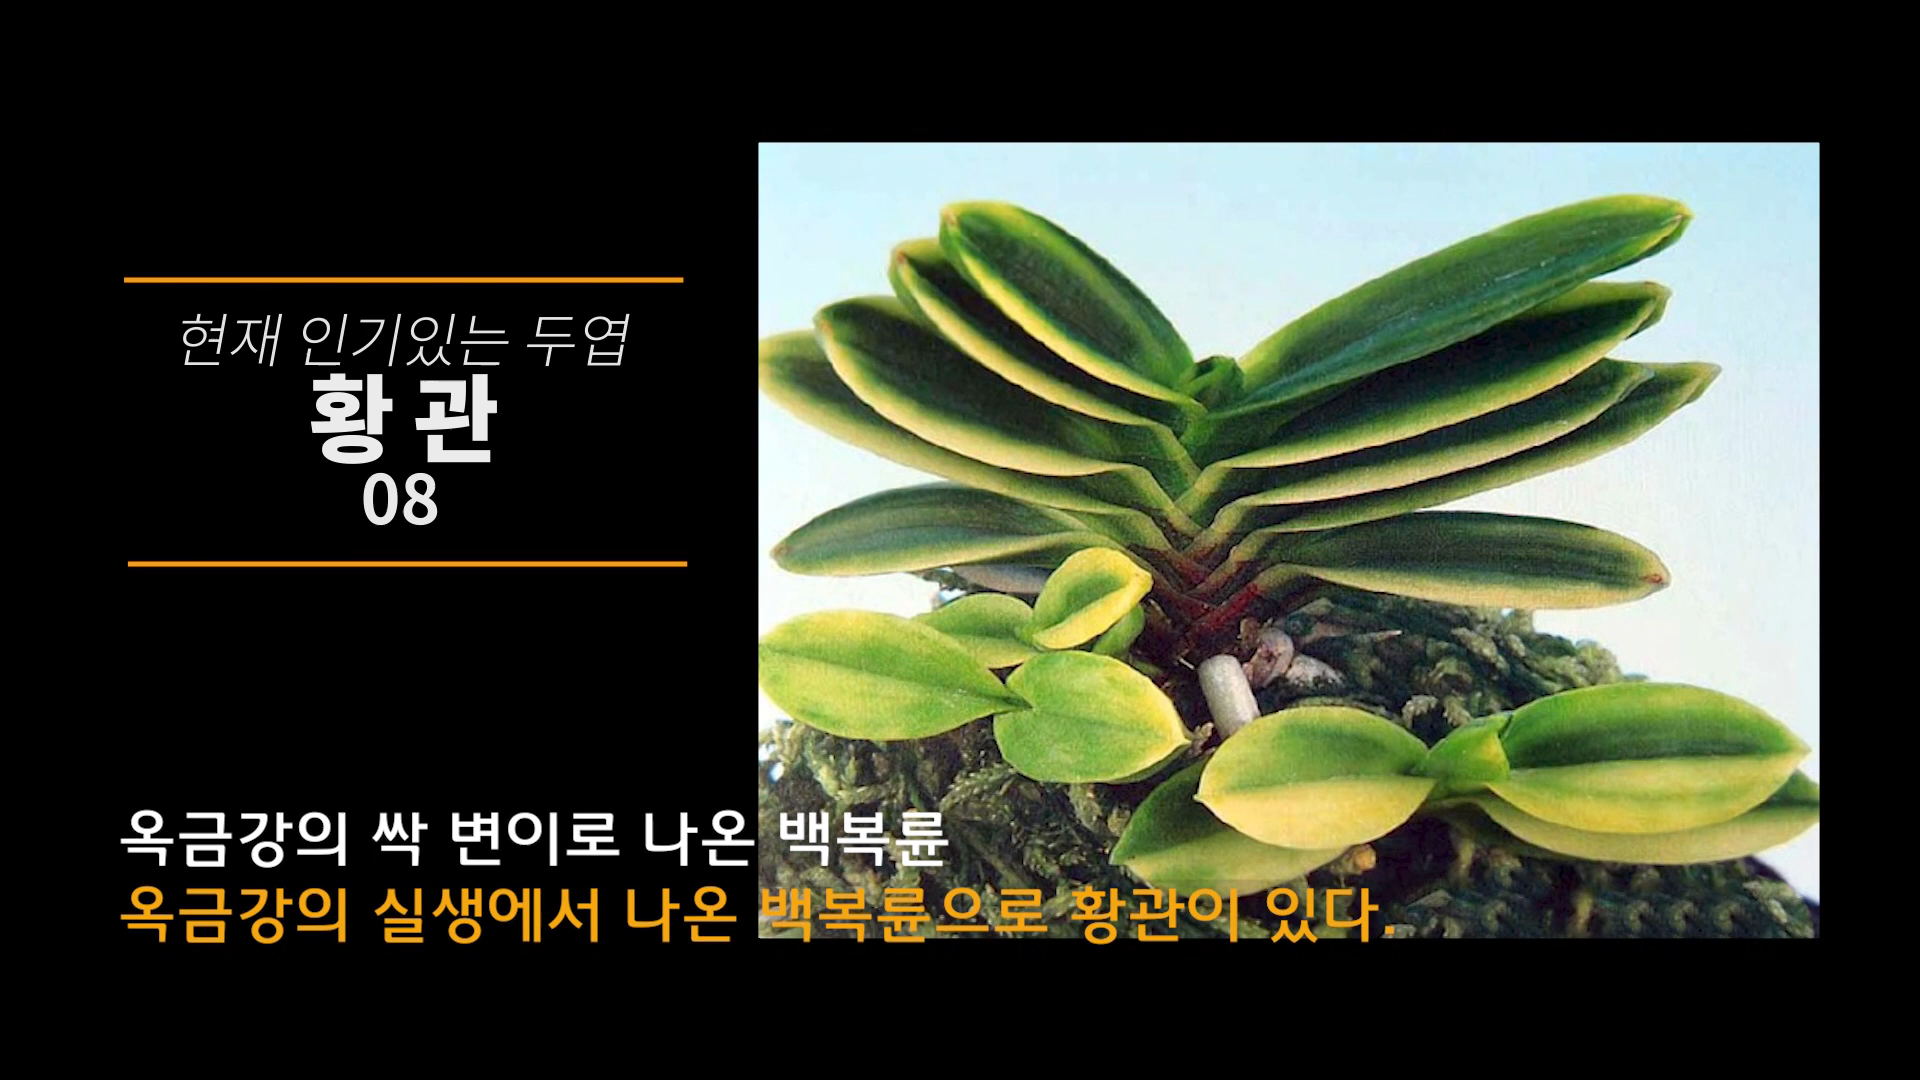 현재 인기있는 두엽
황관
08
옥금강의 싹 변이로 나온 백복륜
옥금강의 실생에서 나온 백복륜으로 황관이 있다.